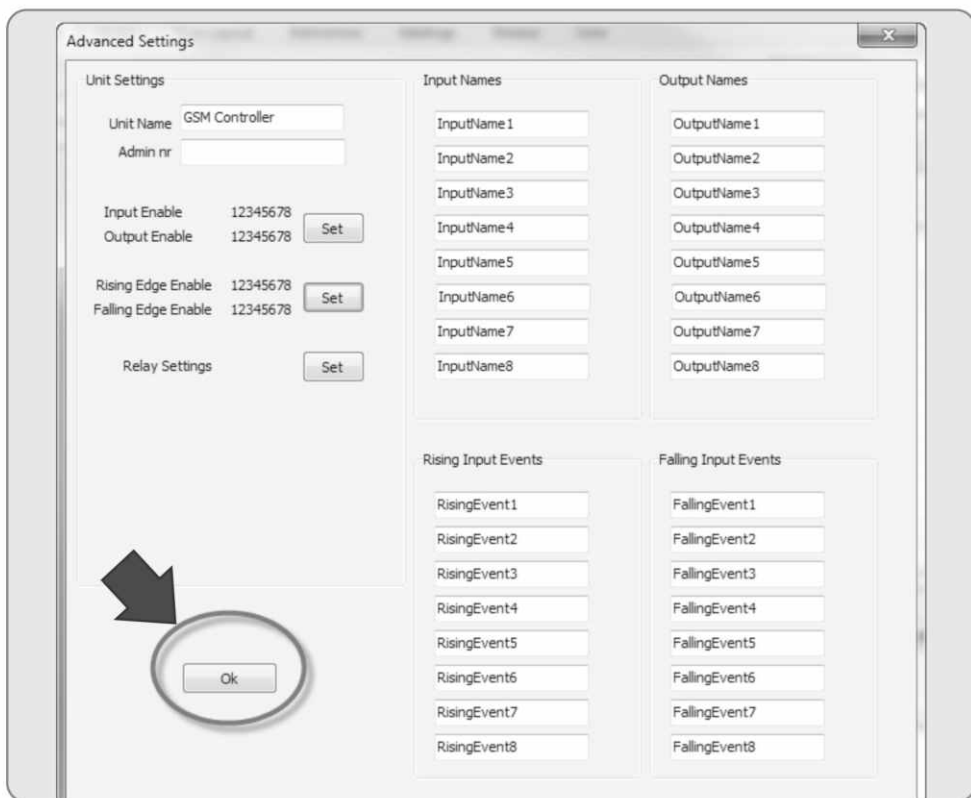 Advanced Settings
x
Unit Settings
Unit Name GSM Controller
Admin nr
Input Enable 12345678
Output Enable 12345678
Set
Rising Edge Enable 12345678
Falling Edge Enable 12345678
Set
Relay Settings Set
Ok
Input Names
InputName1
InputName2
InputName3
InputName4
InputName5
InputName6
InputName7
InputName8
Output Names
OutputName1
OutputName2
OutputName3
OutputName4
OutputName5
OutputName6
OutputName7
OutputName8
Rising Input Events
RisingEvent1
RisingEvent2
RisingEvent3
RisingEvent4
RisingEvent5
RisingEvent6
RisingEvent7
RisingEvent8
Falling Input Events
FallingEvent1
FallingEvent2
FallingEvent3
FallingEvent4
FallingEvent5
FallingEvent6
FallingEvent7
FallingEvent8